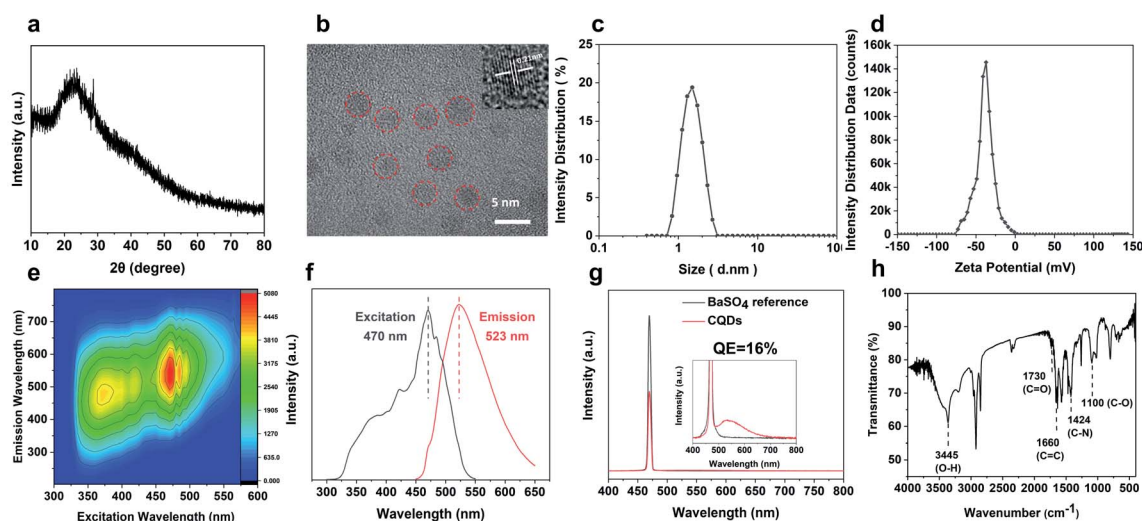 a
Intensity (a.u.)
10 20 30 40 50 60 70 80
2θ (degree)
b
0.21nm
5 nm
c
Intensity Distribution ( % )
25
20
15
10
5
0
0.1 1 10 10
Size ( d.nm )
d
Intensity Distribution Data (counts)
160k
140k
120k
100k
80k
60k
40k
20k
0
-150 -100 -50 0 50 100 150
Zeta Potential (mV)
e
Emission Wavelength (nm)
700
600
500
400
300
300 350 400 450 500 550 600
Excitation Wavelength (nm)
5080
4445
3810
3175
2540
1905
1270
635.0
0.000
f
Intensity (a.u.)
Excitation
470 nm
Emission
523 nm
300 350 400 450 500 550 600 650
Wavelength (nm)
g
Intensity (a.u.)
BaSO4 reference
CQDs
QE=16%
Intensity (a.u.)
400 500 600 700 800
Wavelength (nm)
400 450 500 550 600 650 700 750 800
Wavelength (nm)
h
Transmittance (%)
100
90
80
70
60
50
3445
(O-H)
1730
(C=O)
1660
(C=C)
1424
(C-N)
1100 (C-O)
4000 3500 3000 2500 2000 1500 1000 500
Wavenumber (cm-1)